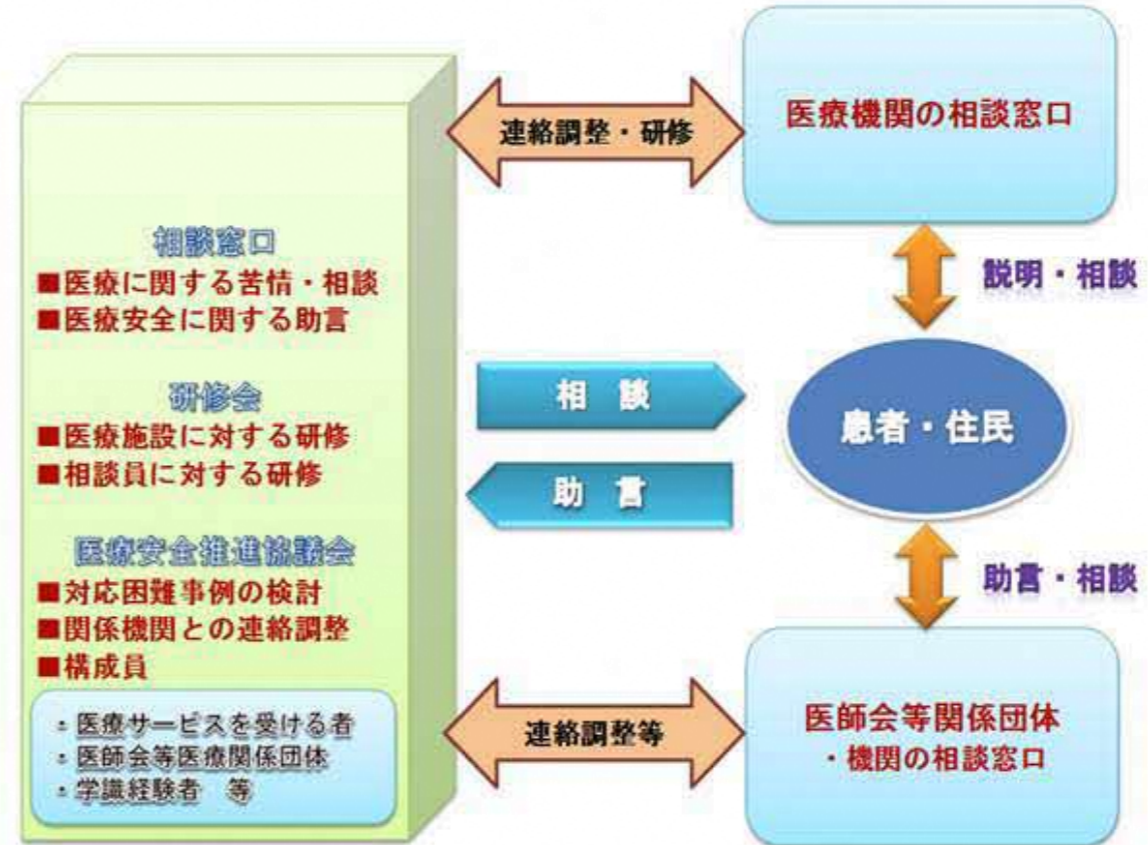 相談窓口
■医療に関する苦情・相談
■医療安全に関する助言
研修会
■医療施設に対する研修
■相談員に対する研修
医療安全推進協議会
■対応困難事例の検討
■関係機関との連絡調整
■構成員
・医療サービスを受ける者
・医師会等医療関係団体
・学識経験者　等
連絡調整・研修
相　談
助　言
連絡調整等
医療機関の相談窓口
説明・相談
患者・住民
助言・相談
医師会等関係団体
・機関の相談窓口